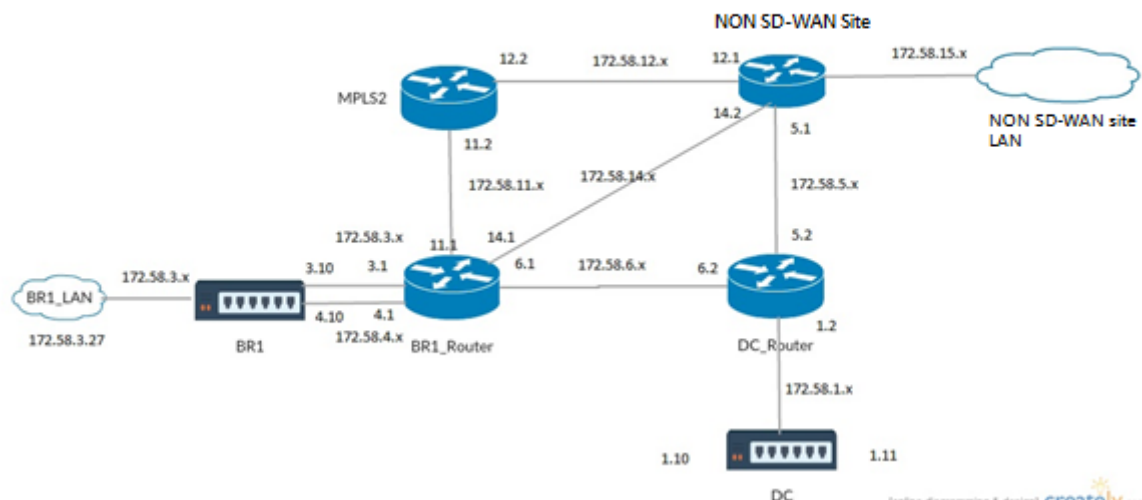 NON SD-WAN Site
12.2
172.58.12.x
12.1
172.58.15.x
MPLS2
14.2
5.1
NON SD-WAN site
LAN
11.2
172.58.11.x
172.58.14.x
172.58.5.x
172.58.3.x
11.1
14.1
5.2
172.58.3.x
3.10
3.1
6.1
172.58.6.x
6.2
BR1_LAN
4.10
4.1
1.2
172.58.3.27
172.58.4.x
BR1
BR1_Router
DC_Router
172.58.1.x
1.10
1.11
DC
creately